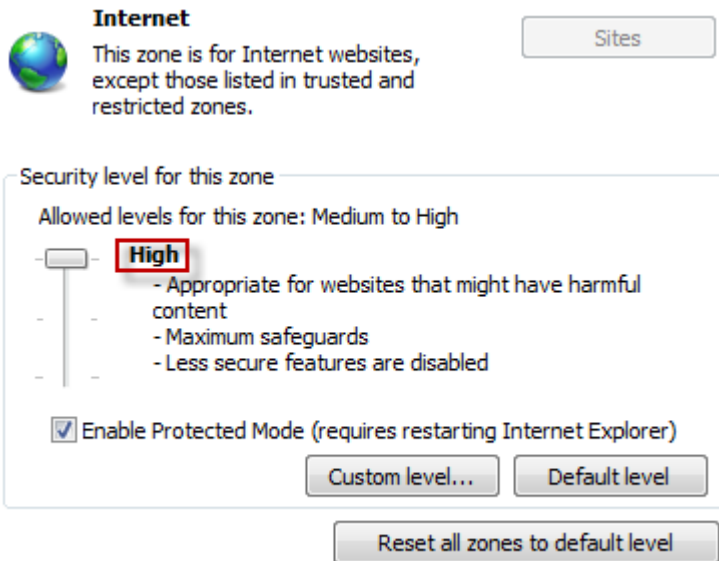 Internet
Sites
This zone is for Internet websites,
except those listed in trusted and
restricted zones.
Security level for this zone
Allowed levels for this zone: Medium to High
High
- Appropriate for websites that might have harmful
content
- Maximum safeguards
- Less secure features are disabled
Enable Protected Mode (requires restarting Internet Explorer)
Custom level... Default level
Reset all zones to default level